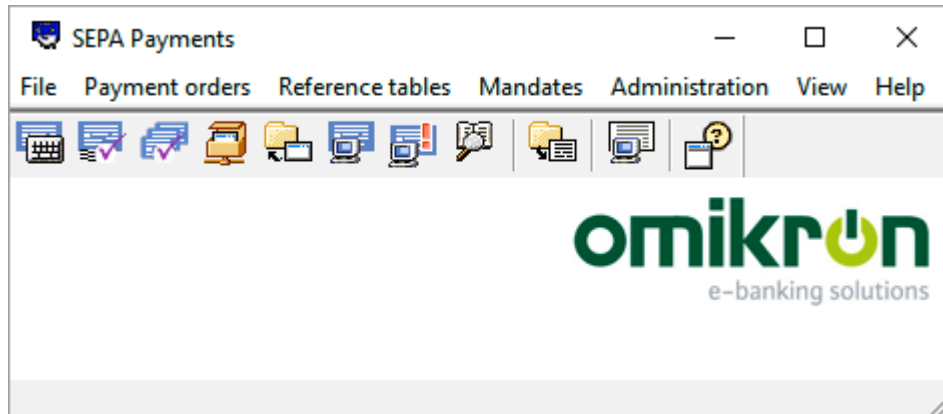 SEPA Payments
File Payment orders Reference tables Mandates Administration View Help
omikron
e-banking solutions